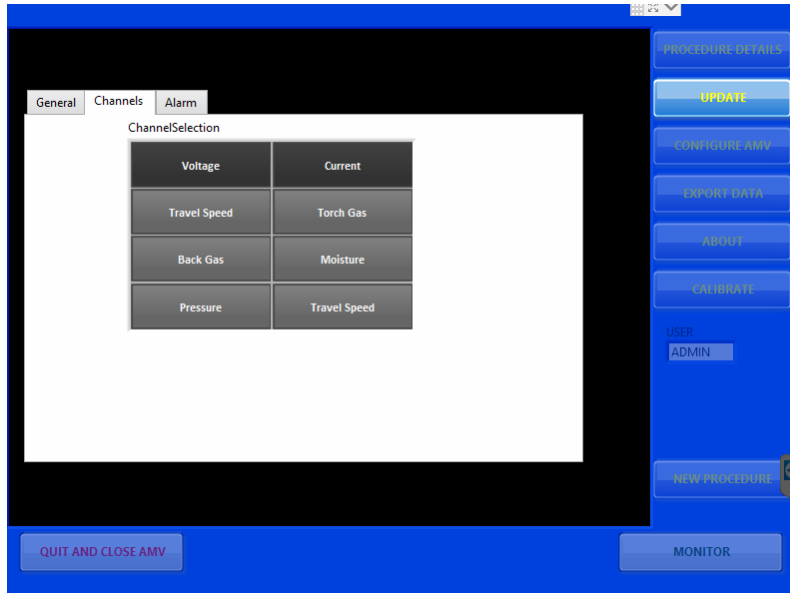 PROCEDURE DETAILS
General Channels Alarm
UPDATE
ChannelSelection
Voltage Current
CONFIGURE AMV
Travel Speed Torch Gas
EXPORT DATA
Back Gas Moisture
ABOUT
Pressure Travel Speed
CALIBRATE
USER
ADMIN
NEW PROCEDURE
QUIT AND CLOSE AMV
MONITOR